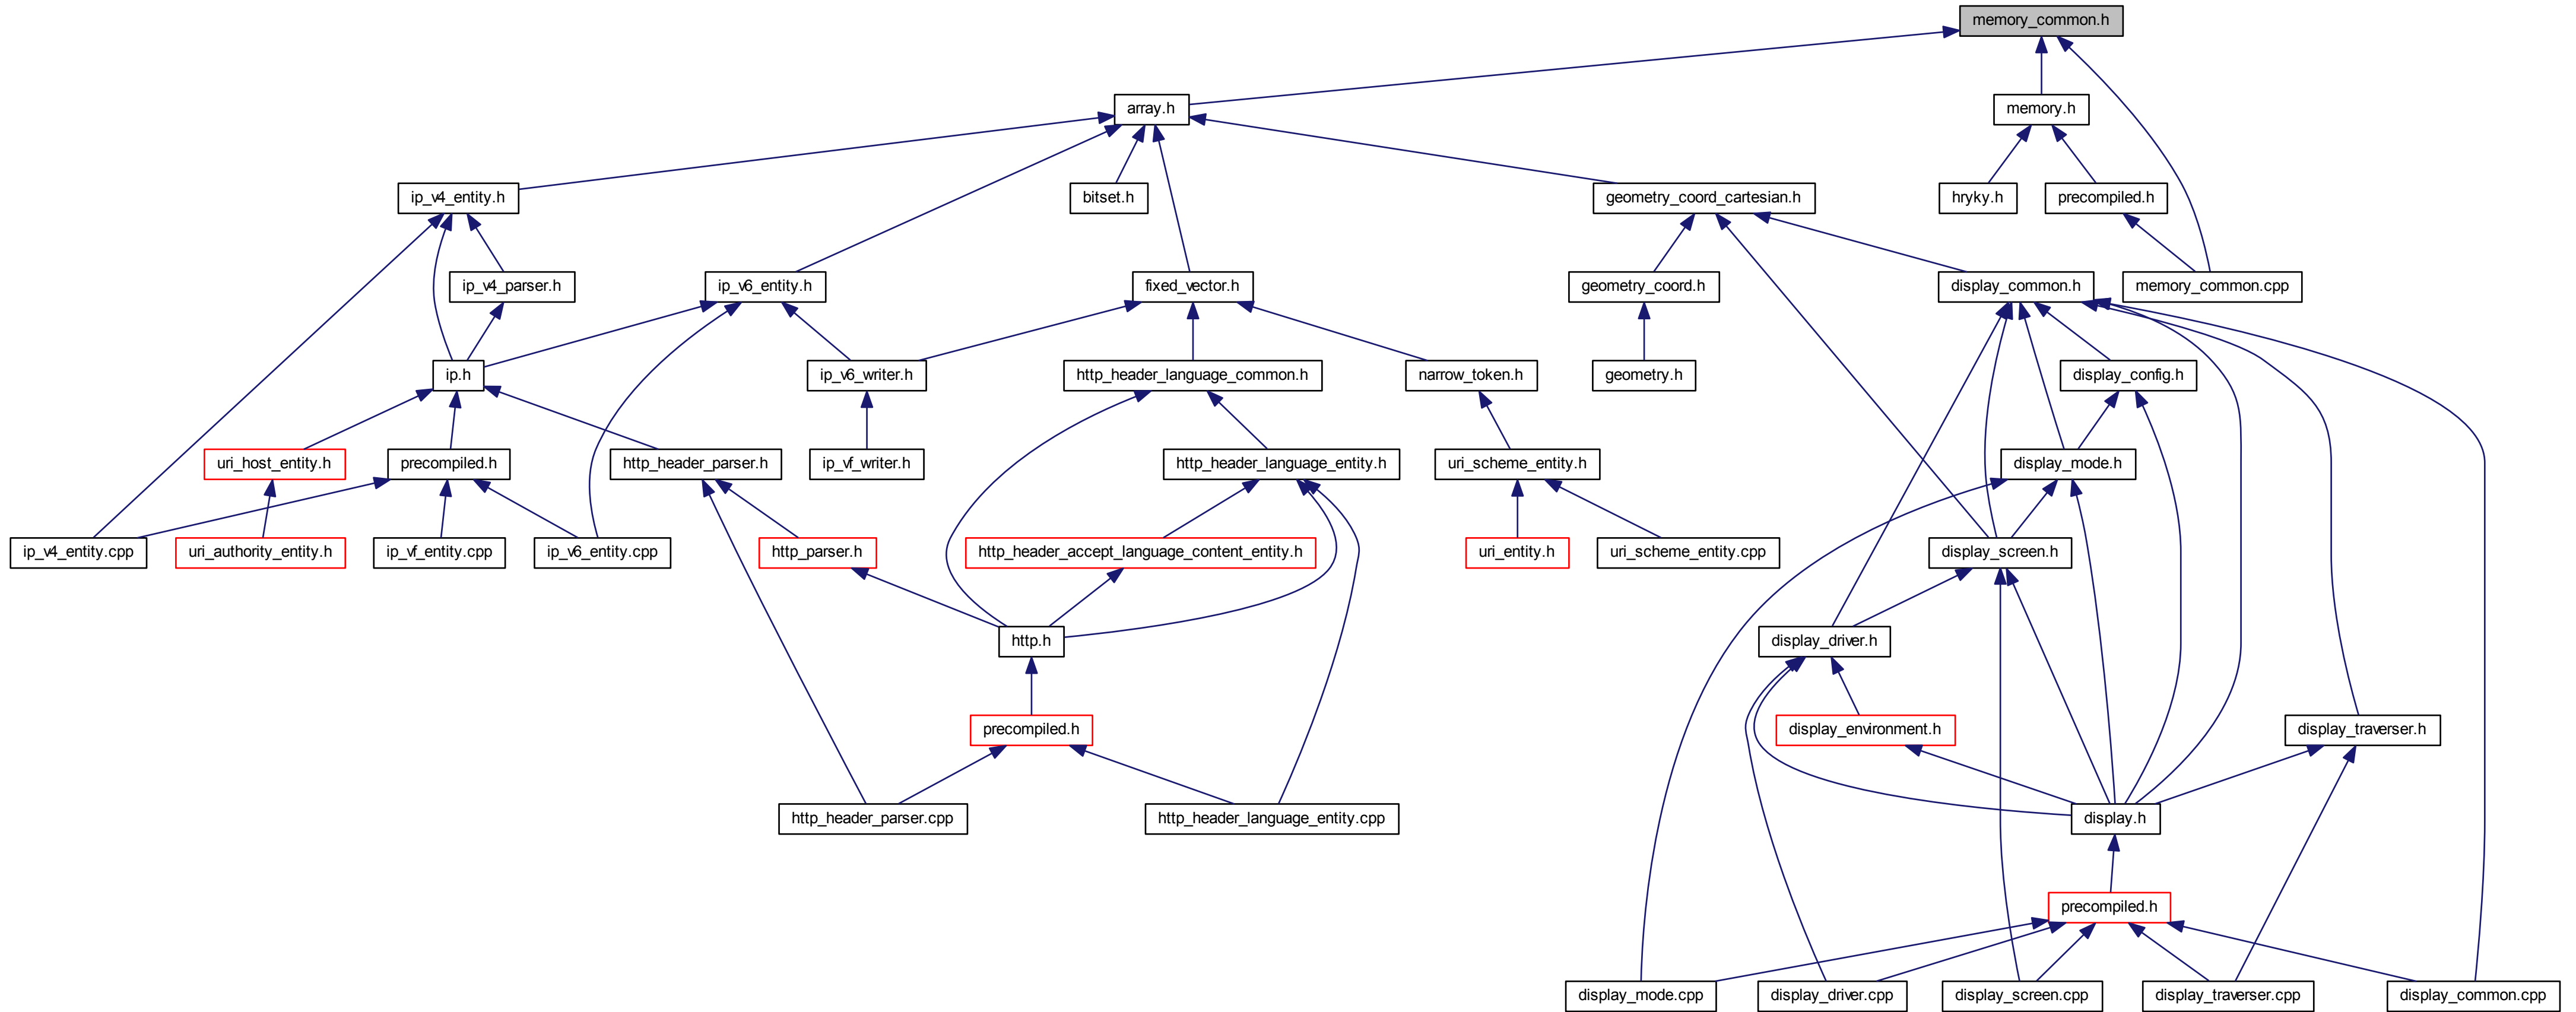 memory_common.h
array.h
memory.h
ip_v4_entity.h
bitset.h
geometry_coord_cartesian.h
hryky.h
precompiled.h
ip_v4_parser.h
ip_v6_entity.h
fixed_vector.h
geometry_coord.h
display_common.h
memory_common.cpp
ip.h
ip_v6_writer.h
http_header_language_common.h
narrow_token.h
geometry.h
display_config.h
uri_host_entity.h
precompiled.h
http_header_parser.h
ip_vf_writer.h
http_header_language_entity.h
uri_scheme_entity.h
display_mode.h
ip_v4_entity.cpp
uri_authority_entity.h
ip_vf_entity.cpp
ip_v6_entity.cpp
http_parser.h
http_header_accept_language_content_entity.h
uri_entity.h
uri_scheme_entity.cpp
display_screen.h
http.h
display_driver.h
precompiled.h
display_environment.h
display_traverser.h
http_header_parser.cpp
http_header_language_entity.cpp
display.h
precompiled.h
display_mode.cpp
display_driver.cpp
display_screen.cpp
display_traverser.cpp
display_common.cpp